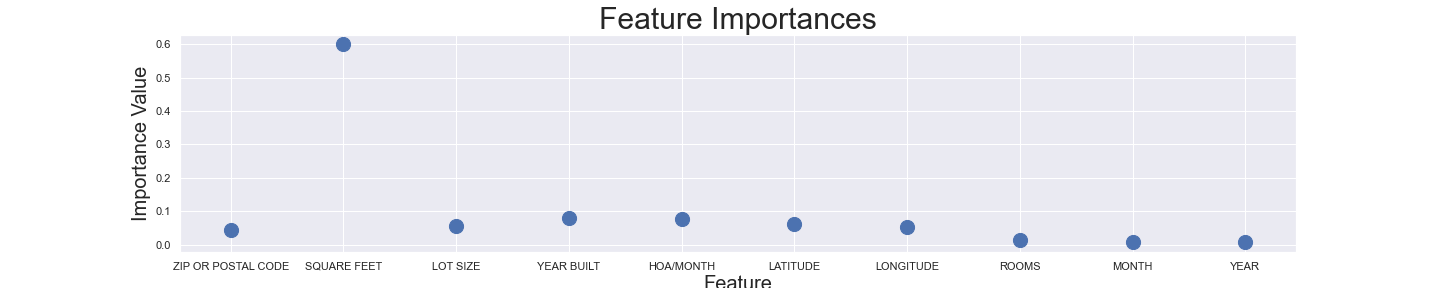 Feature Importances
Importance Value
0.6
0.5
0.4
0.3
0.2
0.1
0.0
ZIP OR POSTAL CODE SQUARE FEET LOT SIZE YEAR BUILT HOA/MONTH LATITUDE LONGITUDE ROOMS MONTH YEAR
Feature